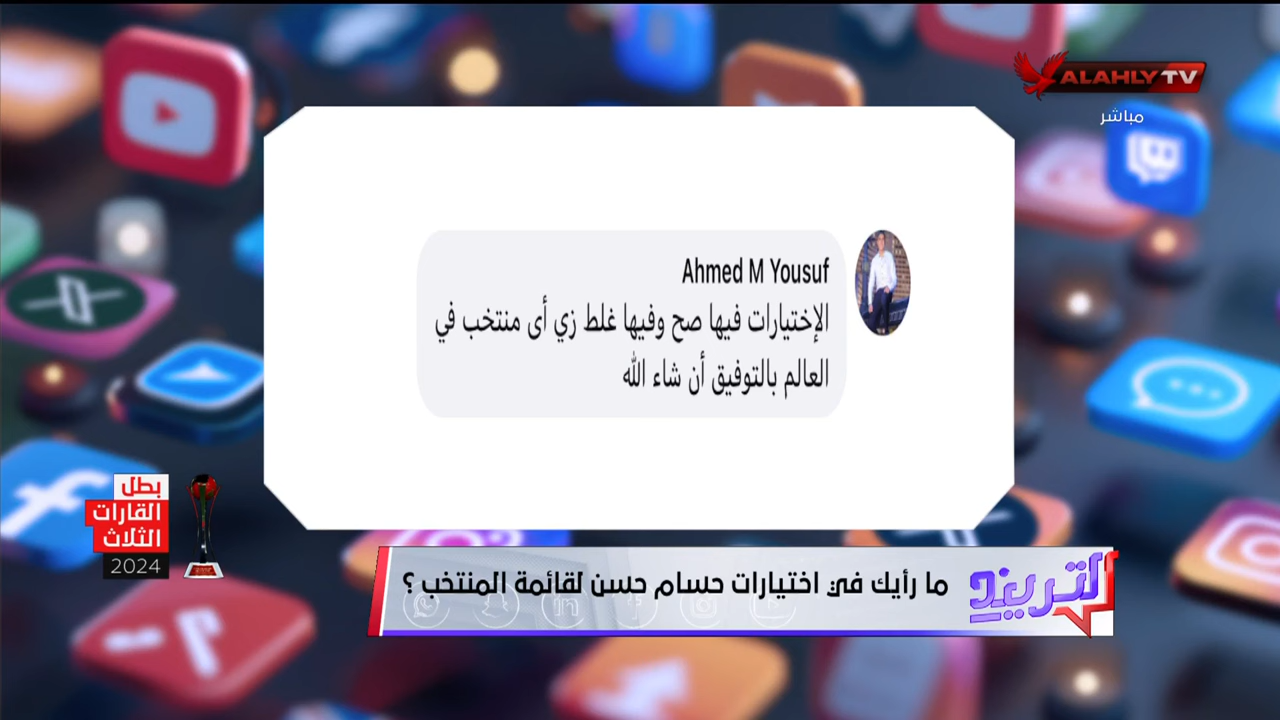 ALAHLY TV
مباشر
Ahmed M Yousuf
الإختيارات فيها صح وفيها غلط زي أى منتخب في
العالم بالتوفيق أن شاء الله
بطل
القارات
الثلاث
2024
التريند
ما رأيك في اختيارات حسام حسن لقائمة المنتخب ؟